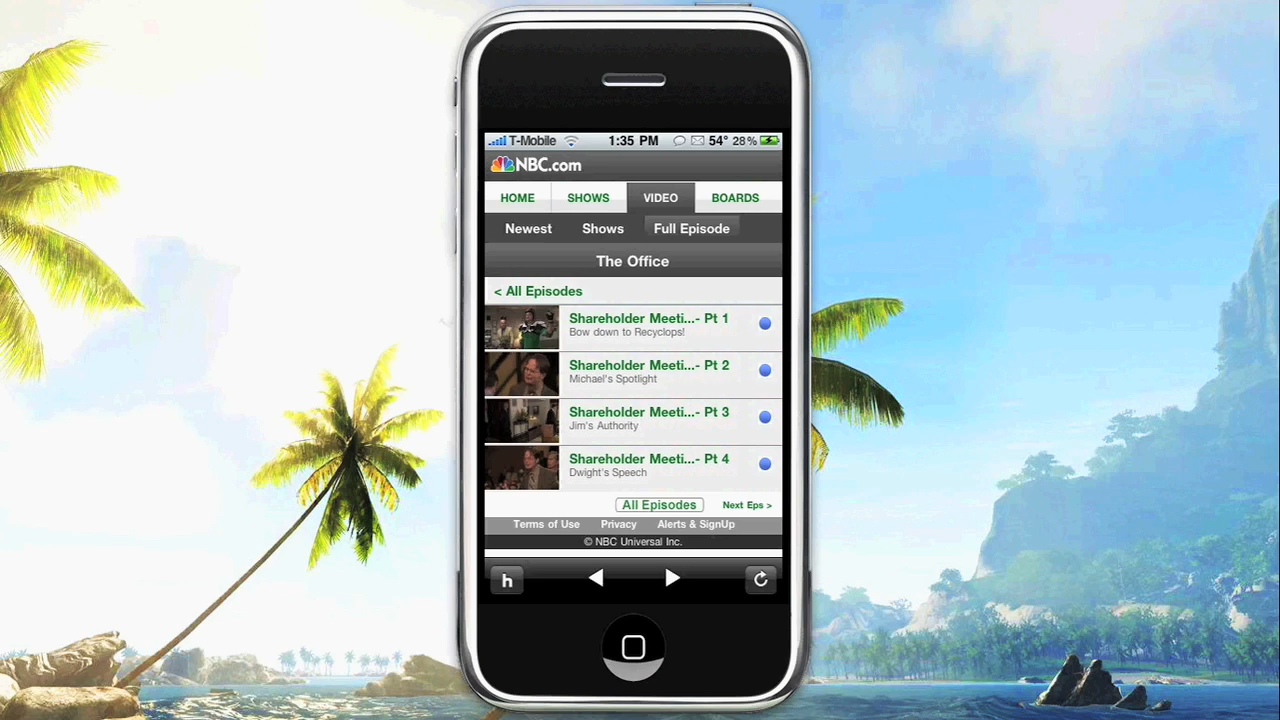 T-Mobile 1:35 PM 54° 28%
NBC.com
HOME SHOWS VIDEO BOARDS
Newest Shows Full Episode
The Office
< All Episodes
Shareholder Meeti...- Pt 1
Bow down to Recyclops!
Shareholder Meeti...- Pt 2
Michael's Spotlight
Shareholder Meeti...- Pt 3
Jim's Authority
Shareholder Meeti...- Pt 4
Dwight's Speech
All Episodes Next Eps >
Terms of Use Privacy Alerts & SignUp
© NBC Universal Inc.
h